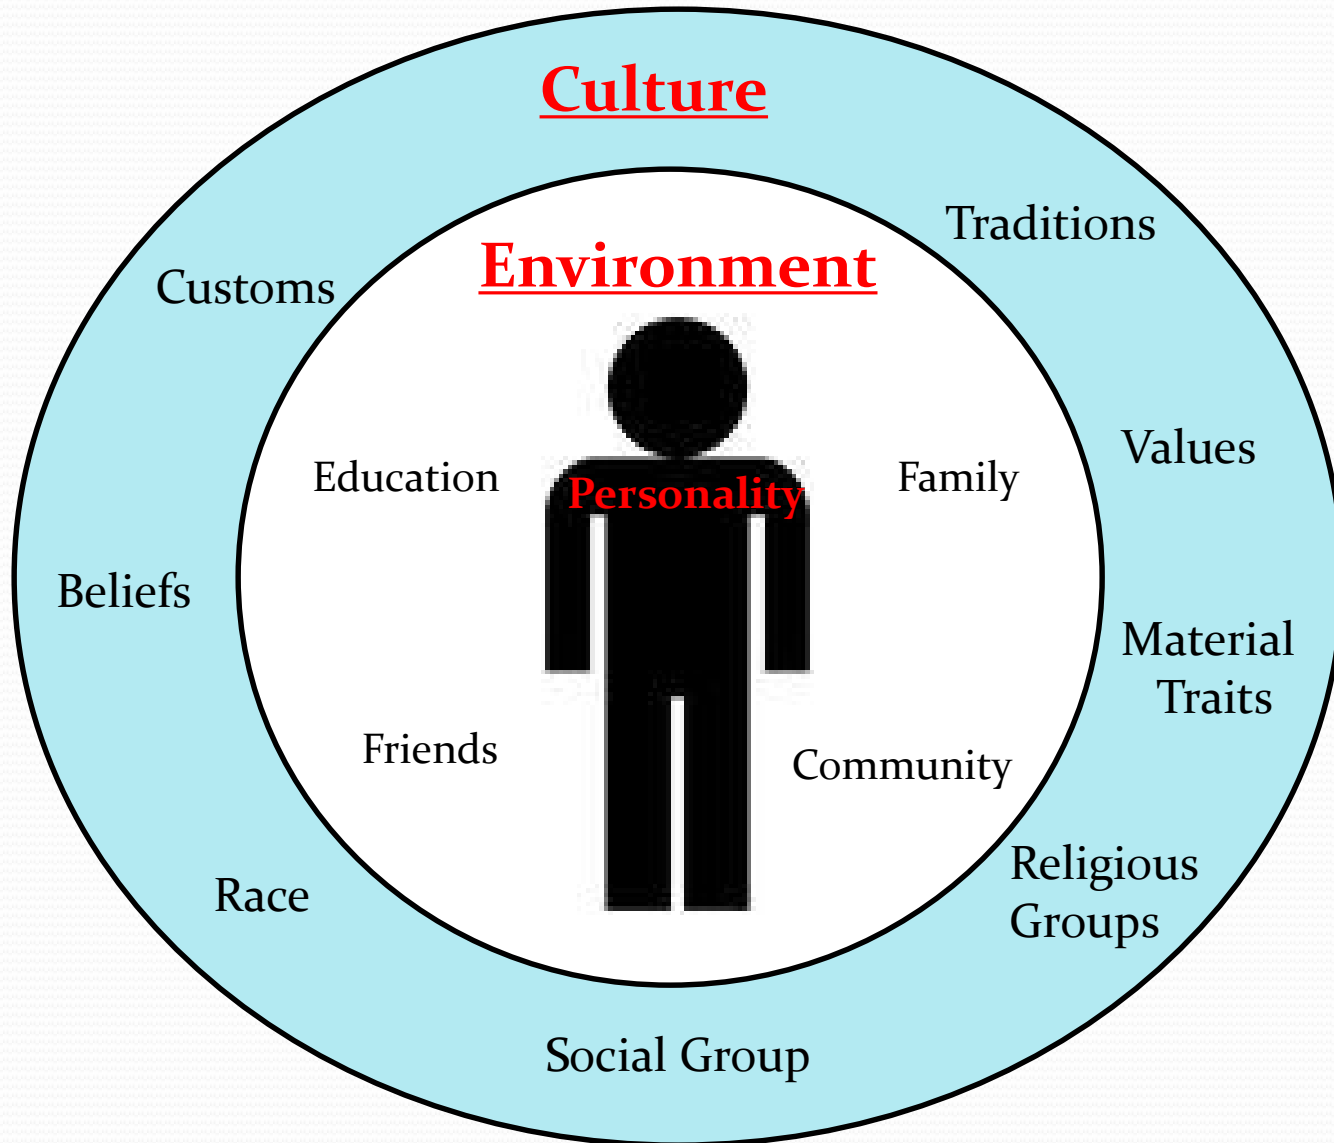 Culture
Traditions
Customs
Environment
Values
Education
Personality
Family
Beliefs
Material
Traits
Friends
Community
Religious
Groups
Race
Social Group